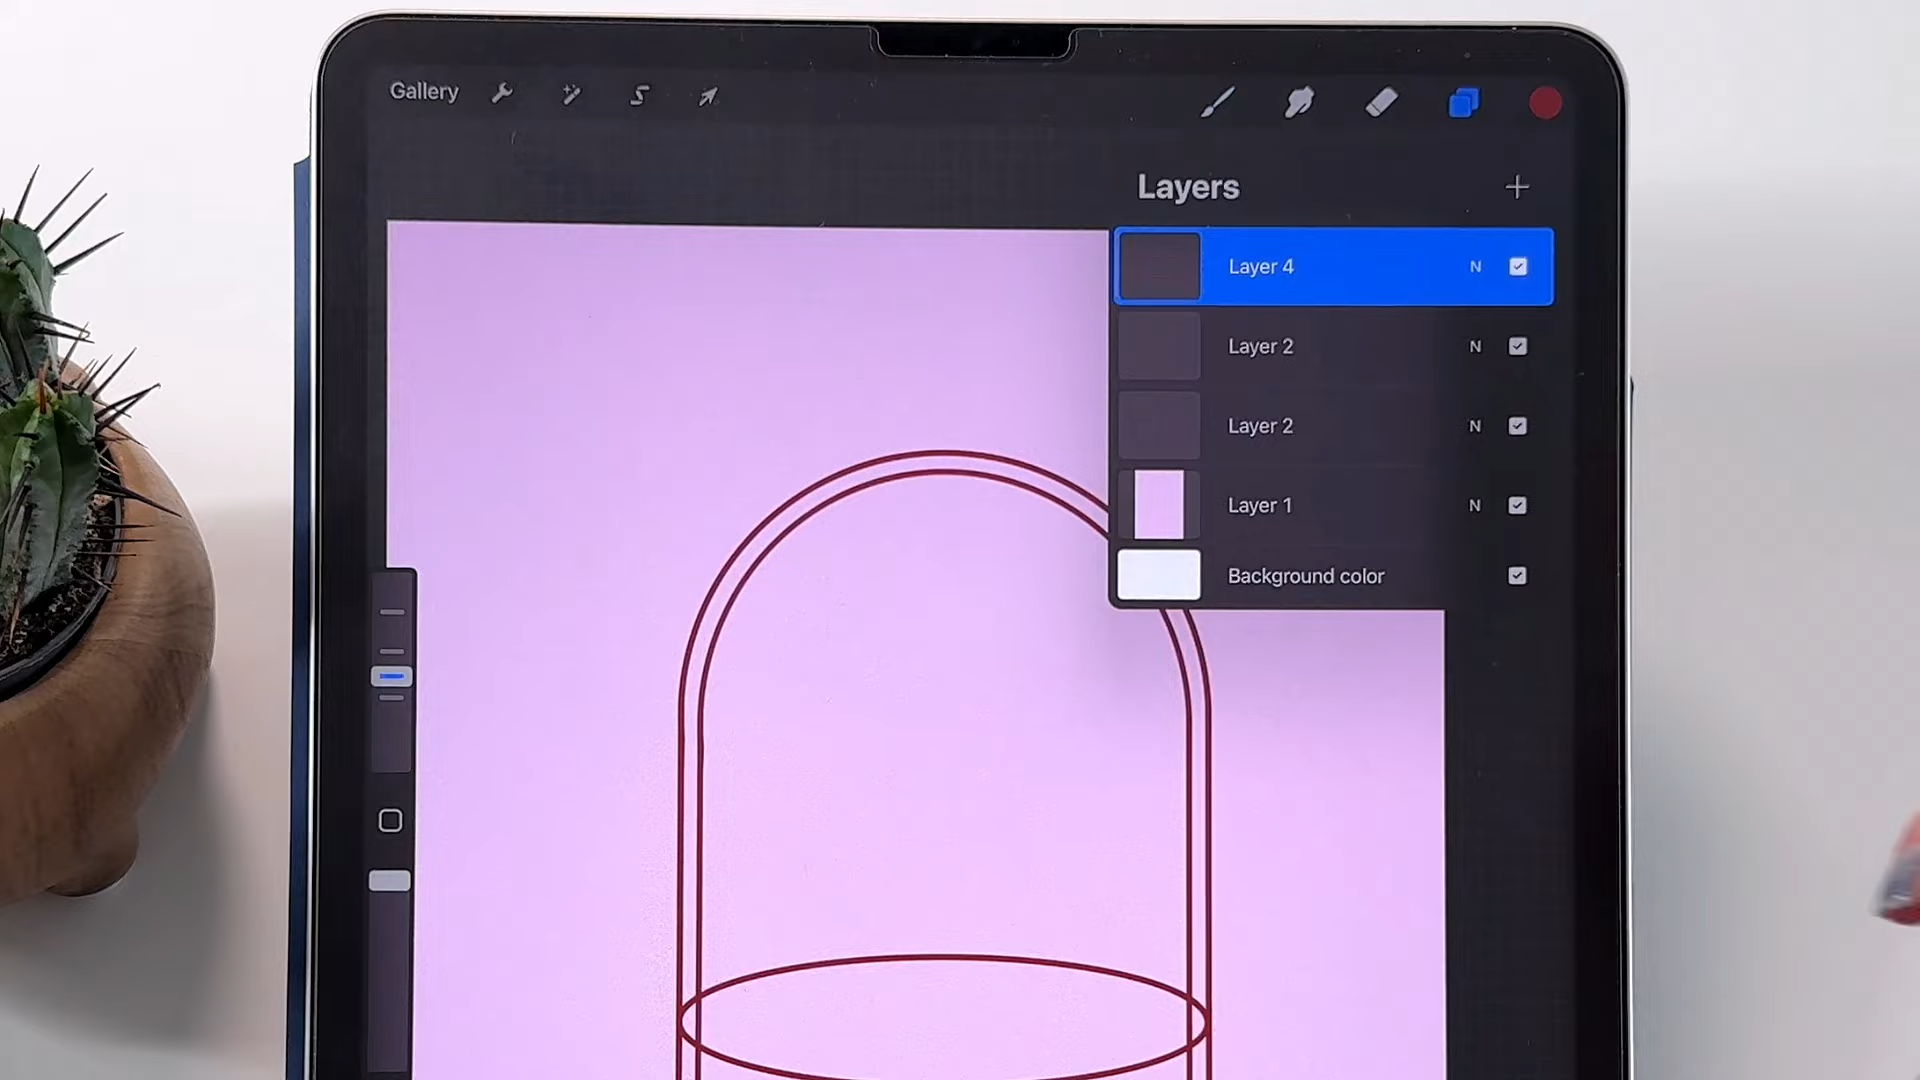 Gallery
Layers
Layer 4 N
Layer 2 N
Layer 2 N
Layer 1 N
Background color